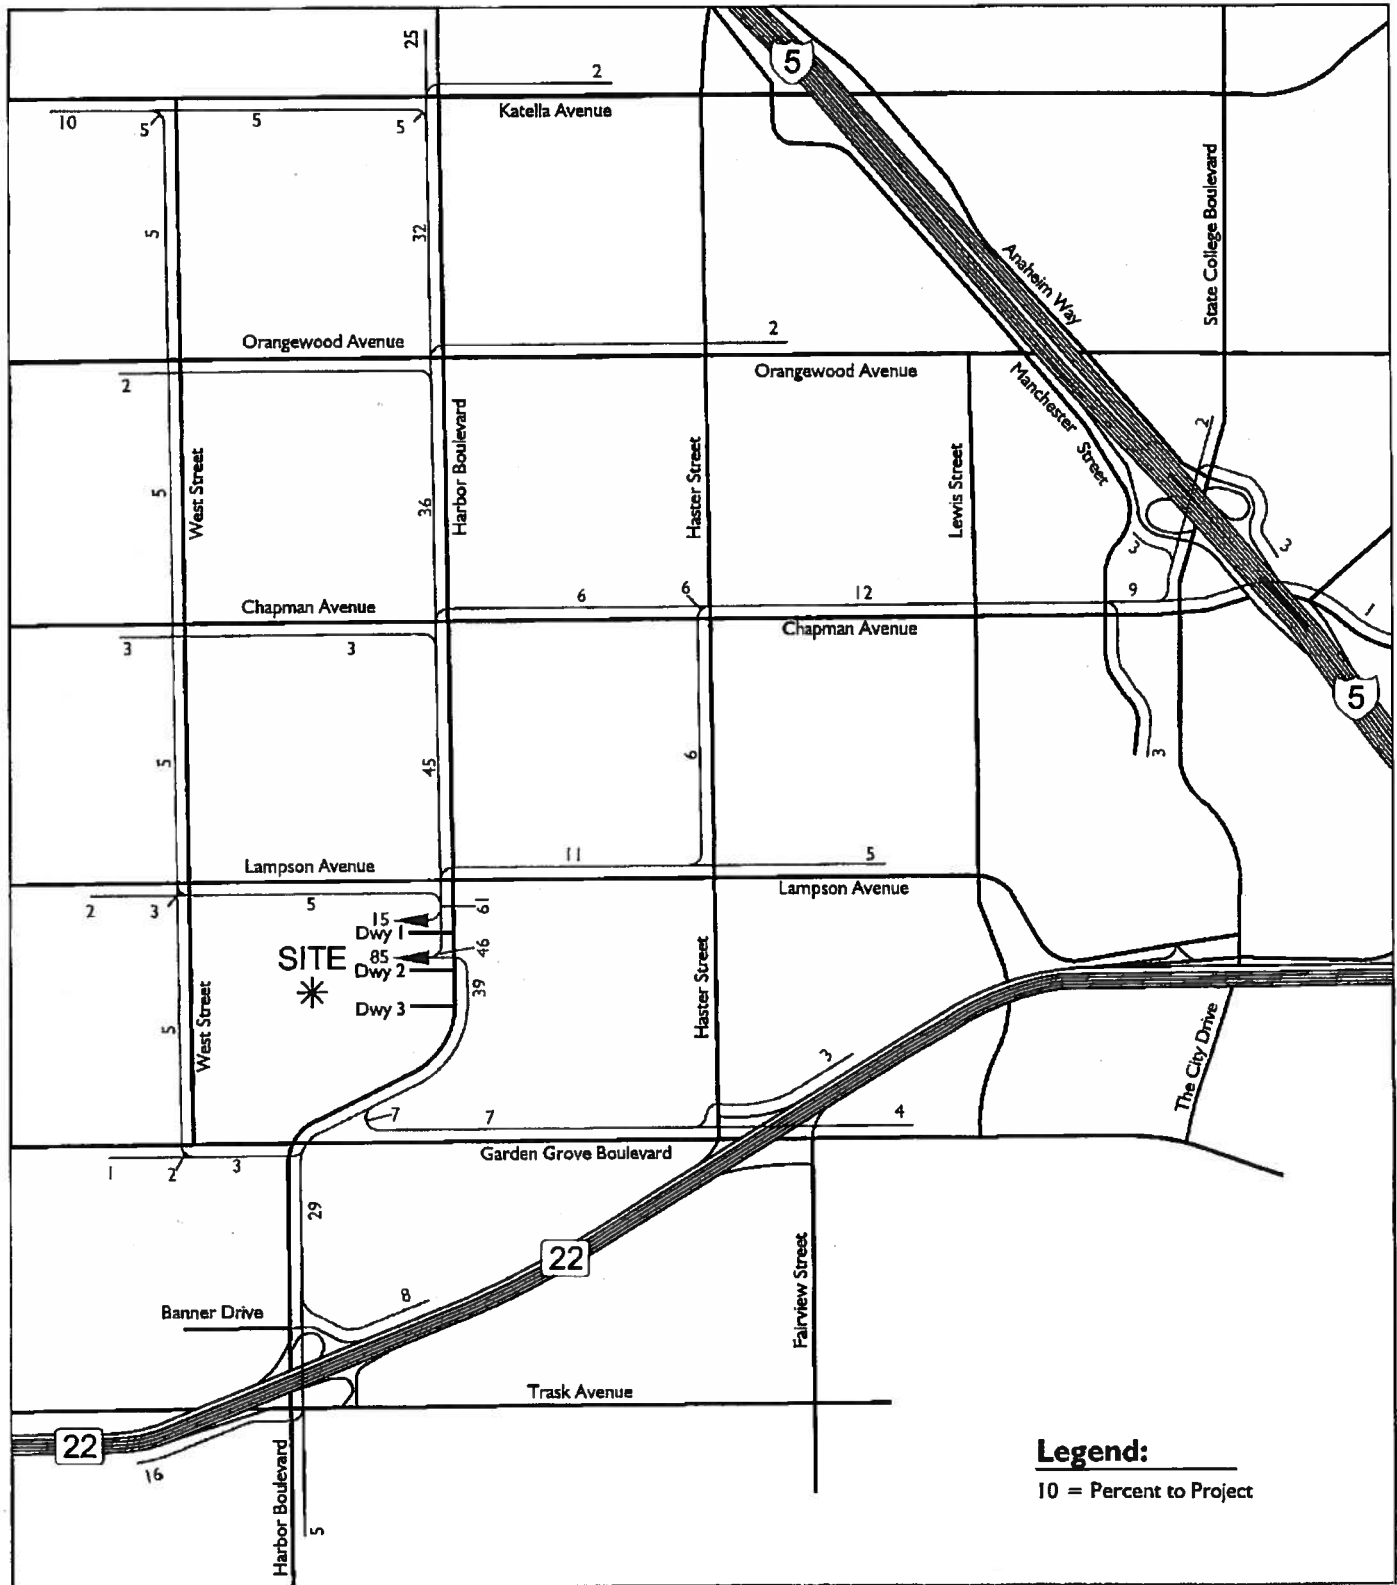 25
5
2
Katella Avenue
10
5
5
5
State College Boulevard
5
32
Anaheim Way
Orangewood Avenue
2
2
Orangewood Avenue
Manchester Street
West Street
Harbor Boulevard
Haster Street
Lewis Street
2
5
36
3
3
Chapman Avenue
6
6
12
9
1
Chapman Avenue
3
3
5
5
45
6
3
Lampson Avenue
11
5
Lampson Avenue
2
3
5
15
61
Dwy 1
46
SITE
85
Dwy 2
39
Dwy 3
West Street
5
Haster Street
The City Drive
3
7
7
4
Garden Grove Boulevard
1
2
3
29
22
Fairview Street
8
Banner Drive
Trask Avenue
22
16
Harbor Boulevard
5
Legend:
10 = Percent to Project